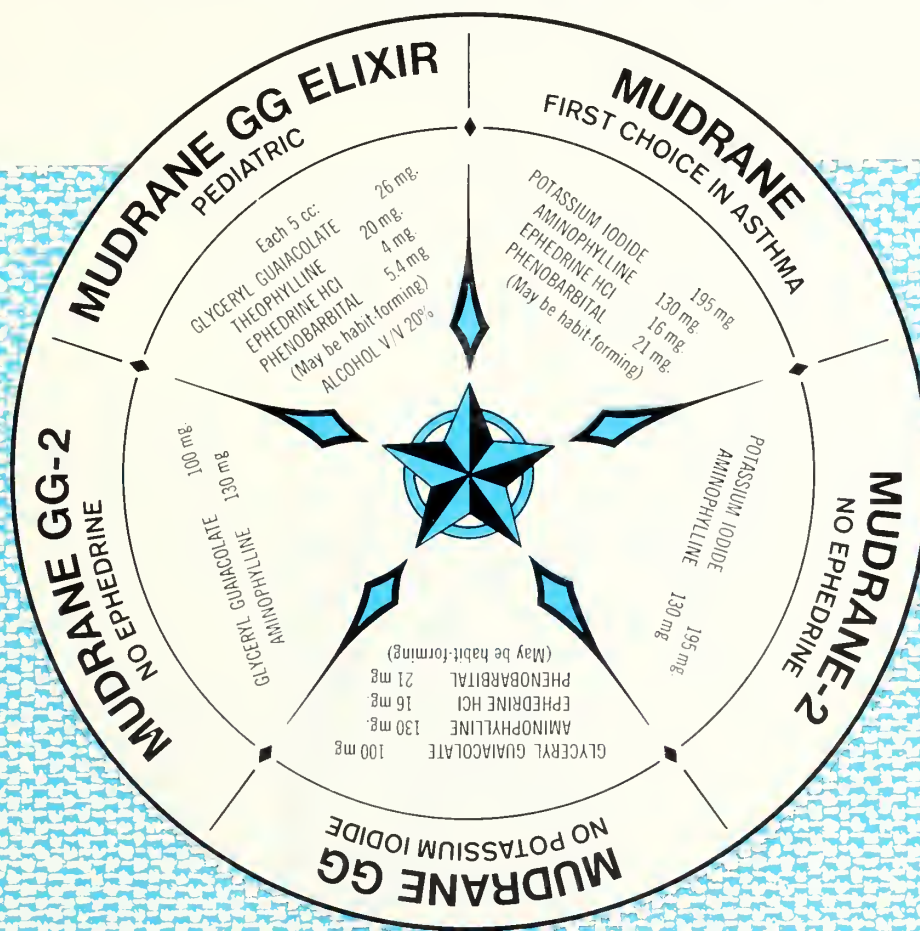 MUDRANE GG ELIXIR
PEDIATRIC
Each 5 cc:
GLYCERYL GUAIACOLATE 26 mg.
THEOPHYLLINE 20 mg.
EPHEDRINE HCl 4 mg
PHENOBARBITAL 5.4 mg
(May be habit-forming)
ALCOHOL V/V 20%
MUDRANE
FIRST CHOICE IN ASTHMA
POTASSIUM IODIDE 195 mg
AMINOPHYLLINE 130 mg.
EPHEDRINE HCl 16 mg.
PHENOBARBITAL 21 mg.
(May be habit-forming)
MUDRANE-2
NO EPHEDRINE
POTASSIUM IODIDE 195 mg.
AMINOPHYLLINE 130 mg
MUDRANE GG
NO POTASSIUM IODIDE
GLYCERYL GUAIACOLATE 100 mg
AMINOPHYLLINE 130 mg.
EPHEDRINE HCl 16 mg.
PHENOBARBITAL 21 mg
(May be habit-forming)
MUDRANE GG-2
NO EPHEDRINE
GLYCERYL GUAIACOLATE 100 mg.
AMINOPHYLLINE 130 mg